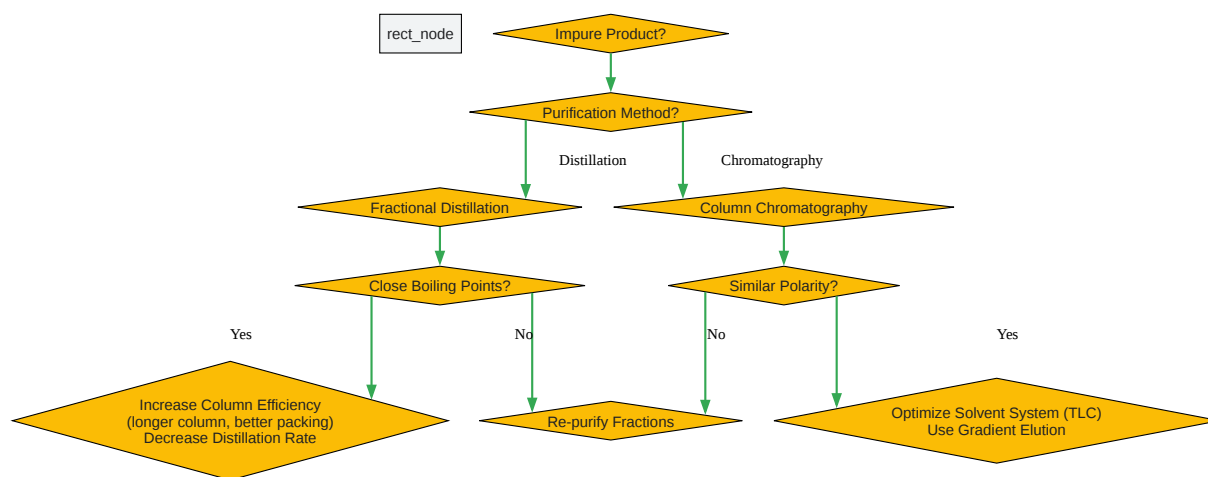 rect_node
Impure Product?
Purification Method?
Distillation
Chromatography
Fractional Distillation
Column Chromatography
Close Boiling Points?
Similar Polarity?
Yes
No
No
Yes
Increase Column Efficiency
(longer column, better packing)
Decrease Distillation Rate
Re-purify Fractions
Optimize Solvent System (TLC)
Use Gradient Elution